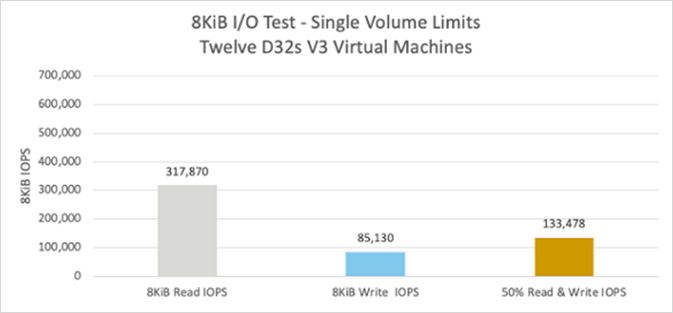 8KiB I/O Test - Single Volume Limits
Twelve D32s V3 Virtual Machines
8KiB IOPS
700,000
600,000
500,000
400,000
300,000
200,000
100,000
0
317,870
85,130
133,478
8KiB Read IOPS
8KiB Write IOPS
50% Read & Write IOPS